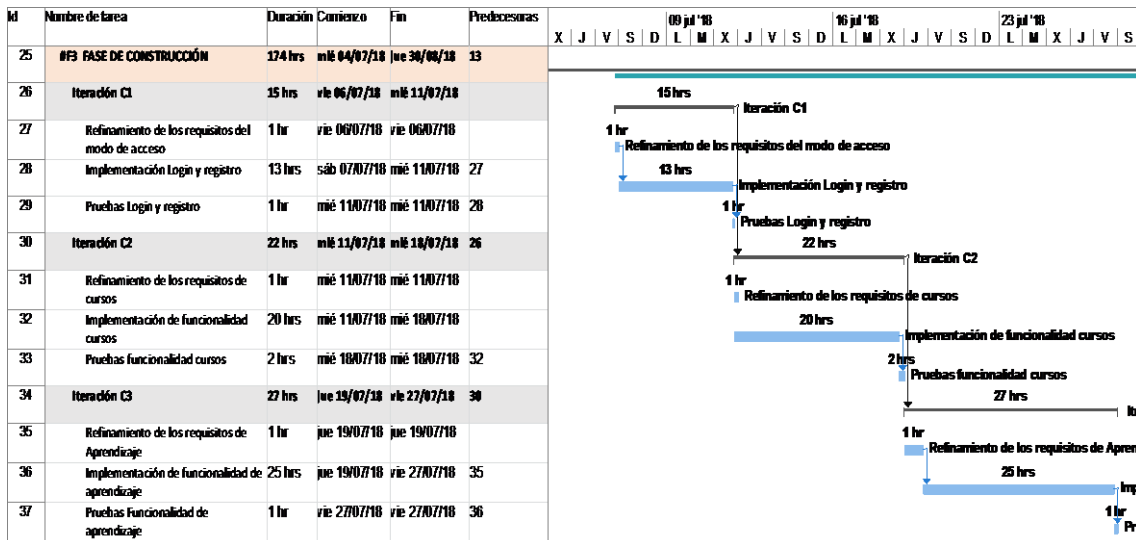 Id Nombre de tarea Duración Comienzo Fin Predecesoras
09 jul '18 16 jul '18 23 jul '18
X J V S D L M X J V S D L M X J V S D L M X J V S
25 #F3 FASE DE CONSTRUCCIÓN 174 hrs mié 04/07/18 jue 30/08/18 13
26 Iteración C1 15 hrs vie 06/07/18 mié 11/07/18
15 hrs
Iteración C1
27 Refinamiento de los requisitos del modo de acceso 1 hr vie 06/07/18 vie 06/07/18
1 hr
Refinamiento de los requisitos del modo de acceso
28 Implementación Login y registro 13 hrs sáb 07/07/18 mié 11/07/18 27
13 hrs
Implementación Login y registro
29 Pruebas Login y registro 1 hr mié 11/07/18 mié 11/07/18 28
1 hr
Pruebas Login y registro
30 Iteración C2 22 hrs mié 11/07/18 mié 18/07/18 26
22 hrs
Iteración C2
31 Refinamiento de los requisitos de cursos 1 hr mié 11/07/18 mié 11/07/18
1 hr
Refinamiento de los requisitos de cursos
32 Implementación de funcionalidad cursos 20 hrs mié 11/07/18 mié 18/07/18
20 hrs
Implementación de funcionalidad cursos
33 Pruebas funcionalidad cursos 2 hrs mié 18/07/18 mié 18/07/18 32
2 hrs
Pruebas funcionalidad cursos
34 Iteración C3 27 hrs jue 19/07/18 vie 27/07/18 30
27 hrs
Ite
35 Refinamiento de los requisitos de Aprendizaje 1 hr jue 19/07/18 jue 19/07/18
1 hr
Refinamiento de los requisitos de Apren
36 Implementación de funcionalidad de aprendizaje 25 hrs jue 19/07/18 vie 27/07/18 35
25 hrs
Imp
37 Pruebas Funcionalidad de aprendizaje 1 hr vie 27/07/18 vie 27/07/18 36
1 hr
Pr